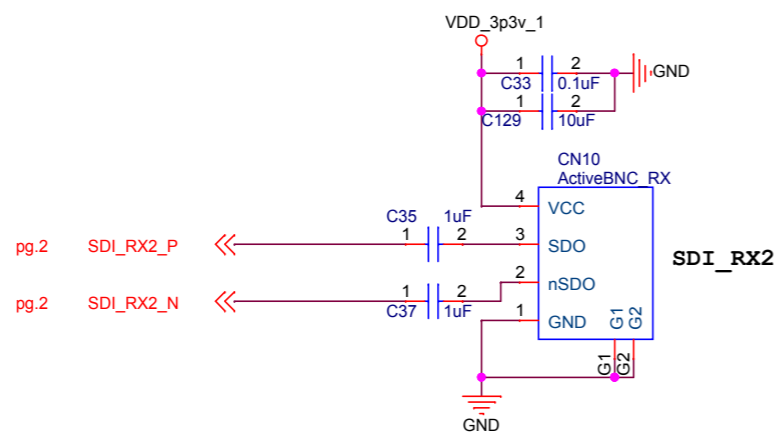 VDD_3p3v_1
1 2
C33 0.1uF
GND
1 2
C129 10uF
CN10
ActiveBNC_RX
4 VCC
C35 1uF
pg.2 SDI_RX2_P 1 2 3 SDO
SDI_RX2
pg.2 SDI_RX2_N 1 2 2 nSDO
C37 1uF
1 GND G1 G2
G1 G2
GND